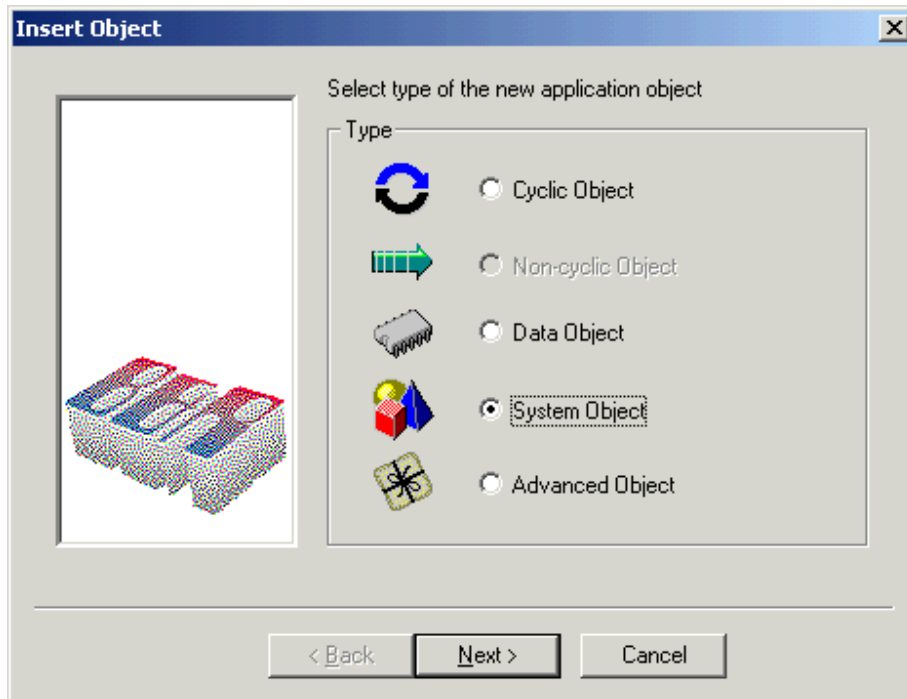 Insert Object
Select type of the new application object
Type
Cyclic Object
Non-cyclic Object
Data Object
System Object
Advanced Object
< Back
Next >
Cancel